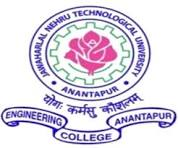 JAWAHARLAL NEHRU TECHNOLOGICAL UNIVERSITY
ANANTAPUR
योगः कर्मसु कौशलम्
ENGINEERING COLLEGE ANANTAPUR